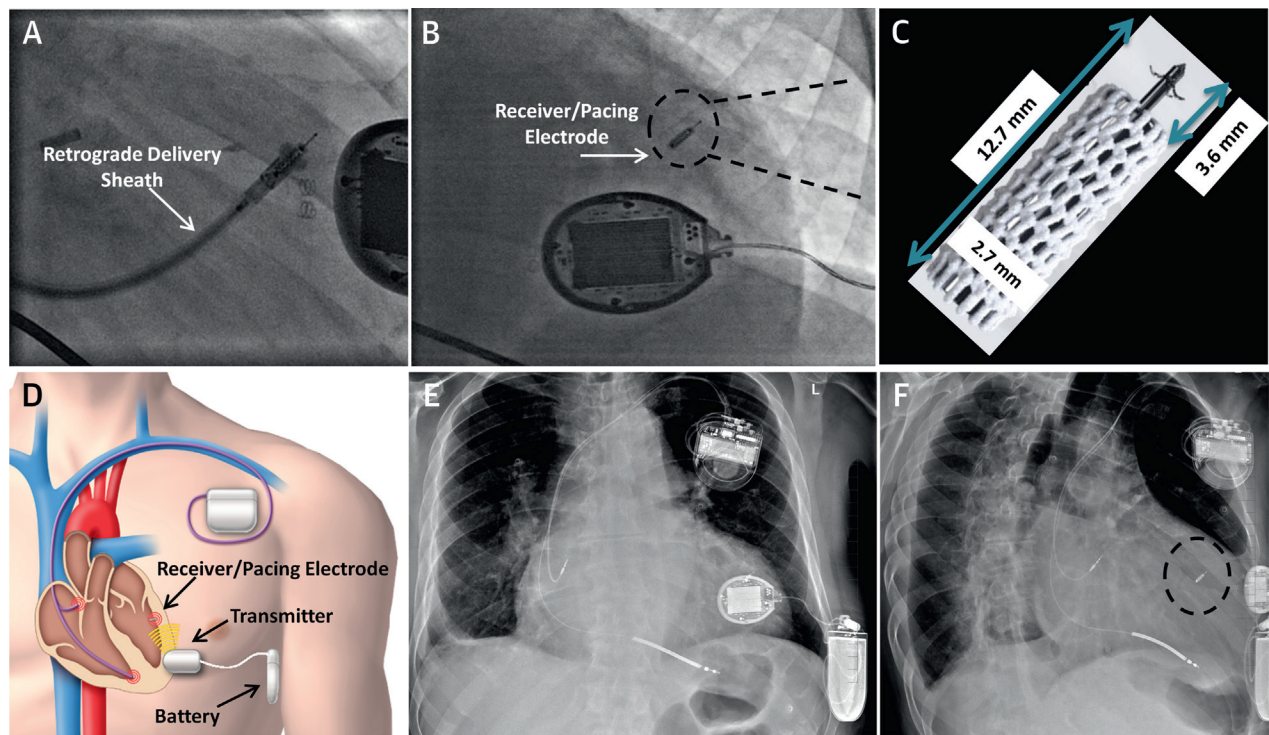 A
Retrograde Delivery
Sheath
B
Receiver/Pacing
Electrode
C
12.7 mm
3.6 mm
2.7 mm
D
Receiver/Pacing Electrode
Transmitter
Battery
E
L
F